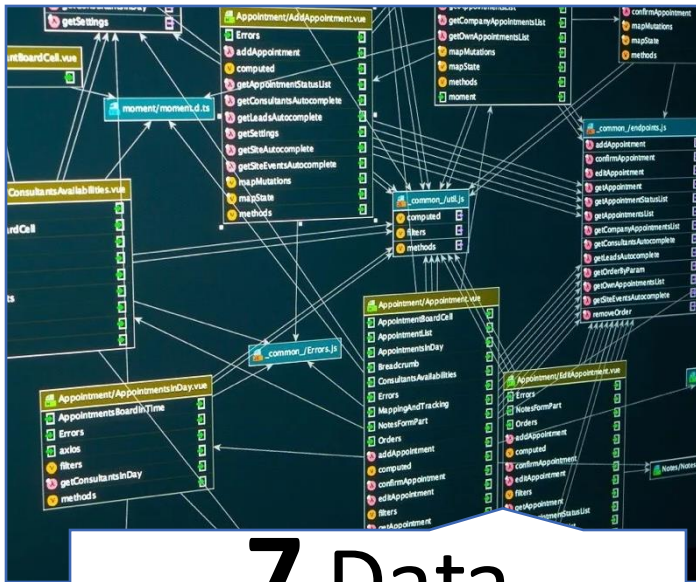 getSettings
antBoardCell.vue
moment/moment.d.ts
ConsultantsAvailabilities.vue
rdCell
ts
Appointment/AddAppointment.vue
Errors
addAppointment
computed
getAppointmentStatusList
getConsultantsAutocomplete
getLeadsAutocomplete
getSettings
getSiteAutocomplete
getSiteEventsAutocomplete
mapMutations
mapState
methods
getCompanyAppointmentsList
getOwnAppointmentsList
mapMutations
mapState
methods
moment
confirmAppointment
mapMutations
mapState
methods
_common_/endpoints.js
addAppointment
confirmAppointment
editAppointment
getAppointment
getAppointmentStatusList
getAppointmentsList
getCompanyAppointmentsList
getConsultantsAutocomplete
getLeadsAutocomplete
getOrderByParam
getOwnAppointmentsList
getSiteEventsAutocomplete
removeOrder
_common_/util.js
computed
filters
methods
_common_/Errors.js
Appointment/AppointmentsInDay.vue
AppointmentsBoardInTime
Errors
axios
filters
getConsultantsInDay
methods
Appointment/Appointment.vue
AppointmentBoardCell
AppointmentList
AppointmentsInDay
Breadcrumb
ConsultantsAvailabilities
Errors
MappingAndTracking
NotesFormPart
Orders
addAppointment
computed
confirmAppointment
editAppointment
filters
getAppointment
Appointment/EditAppointment.vue
Errors
NotesFormPart
Orders
addAppointment
computed
confirmAppointment
editAppointment
filters
getAppointment
7 Data